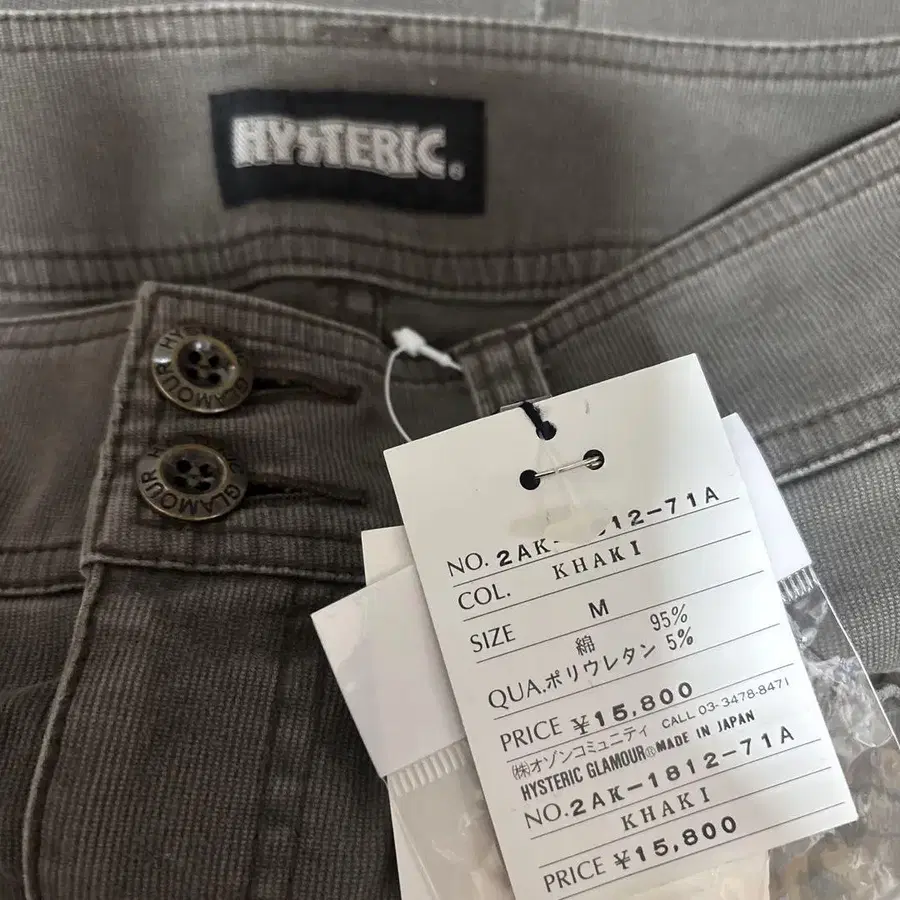 HYSTERIC®
HYSTERIC GLAMOUR
HYSTERIC GLAMOUR
NO. 2AK-1812-71A
COL. KHAKI
SIZE M
綿 95%
QUA. ポリウレタン 5%
PRICE ¥15,800
㈱オゾンコミュニティ CALL 03-3478-8471
HYSTERIC GLAMOUR® MADE IN JAPAN
NO. 2AK-1812-71A
KHAKI
PRICE ¥15,800